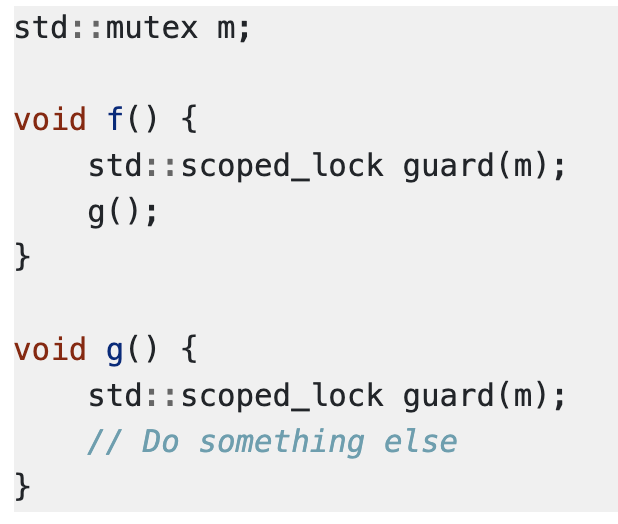 std::mutex m;
void f() {
    std::scoped_lock guard(m);
    g();
}
void g() {
    std::scoped_lock guard(m);
    // Do something else
}